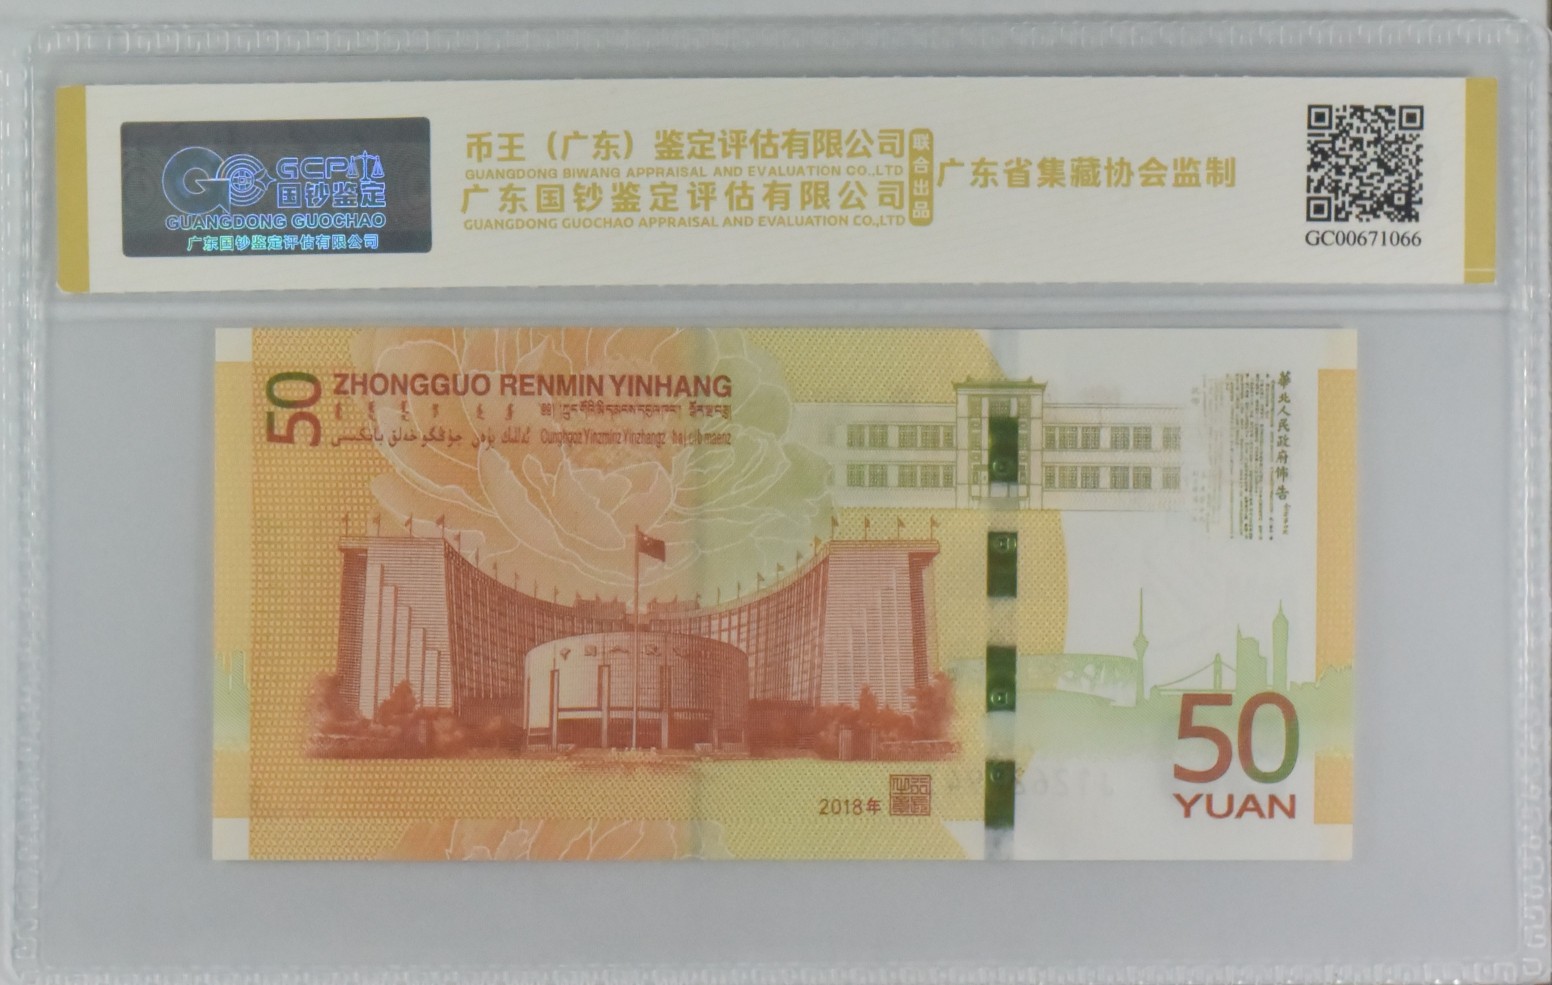 GCP
国钞鉴定
GUANGDONG GUOCHAO
广东国钞鉴定评估有限公司
币王（广东）鉴定评估有限公司
GUANGDONG BIWANG APPRAISAL AND EVALUATION CO.,LTD
广东国钞鉴定评估有限公司
GUANGDONG GUOCHAO APPRAISAL AND EVALUATION CO.,LTD
联合出品
广东省集藏协会监制
GC00671066
50
ZHONGGUO RENMIN YINHANG
Cunghgoz Yinzminz Yinzhangz
華北人民政府佈告
2018年
50
YUAN